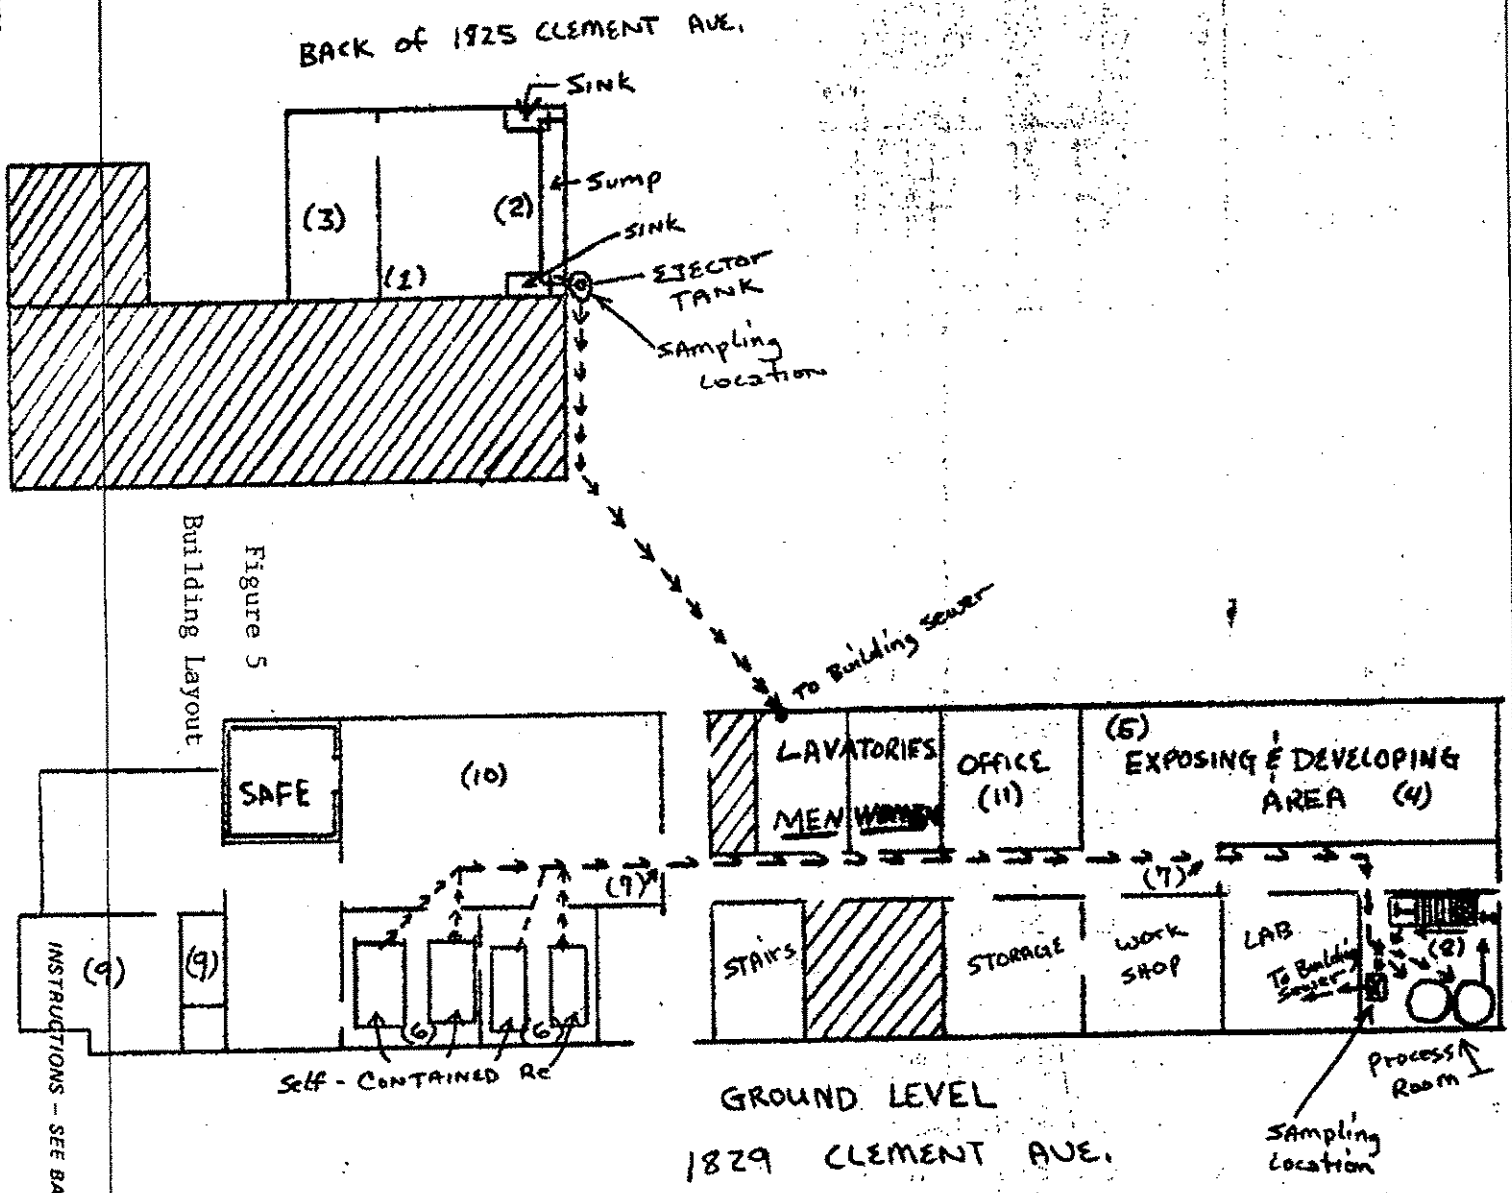 BACK of 1825 CLEMENT AVE.
SINK
Sump
(3)
(2)
(1)
SINK
EJECTOR
TANK
SAmpling
Location
Figure 5
Building Layout
To Building Sewer
SAFE
(10)
LAVATORIES
MEN WOMEN
OFFICE
(11)
(5)
EXPOSING & DEVELOPING
AREA (4)
(7)
(7)
(9)
(9)
(6)
(6)
STAIRS
STORAGE
WORK
SHOP
LAB
To Building
Sewer
(8)
Self-CONTAINED Re
Process
Room
GROUND LEVEL
1829 CLEMENT AVE.
SAmpling
Location
INSTRUCTIONS - SEE BA